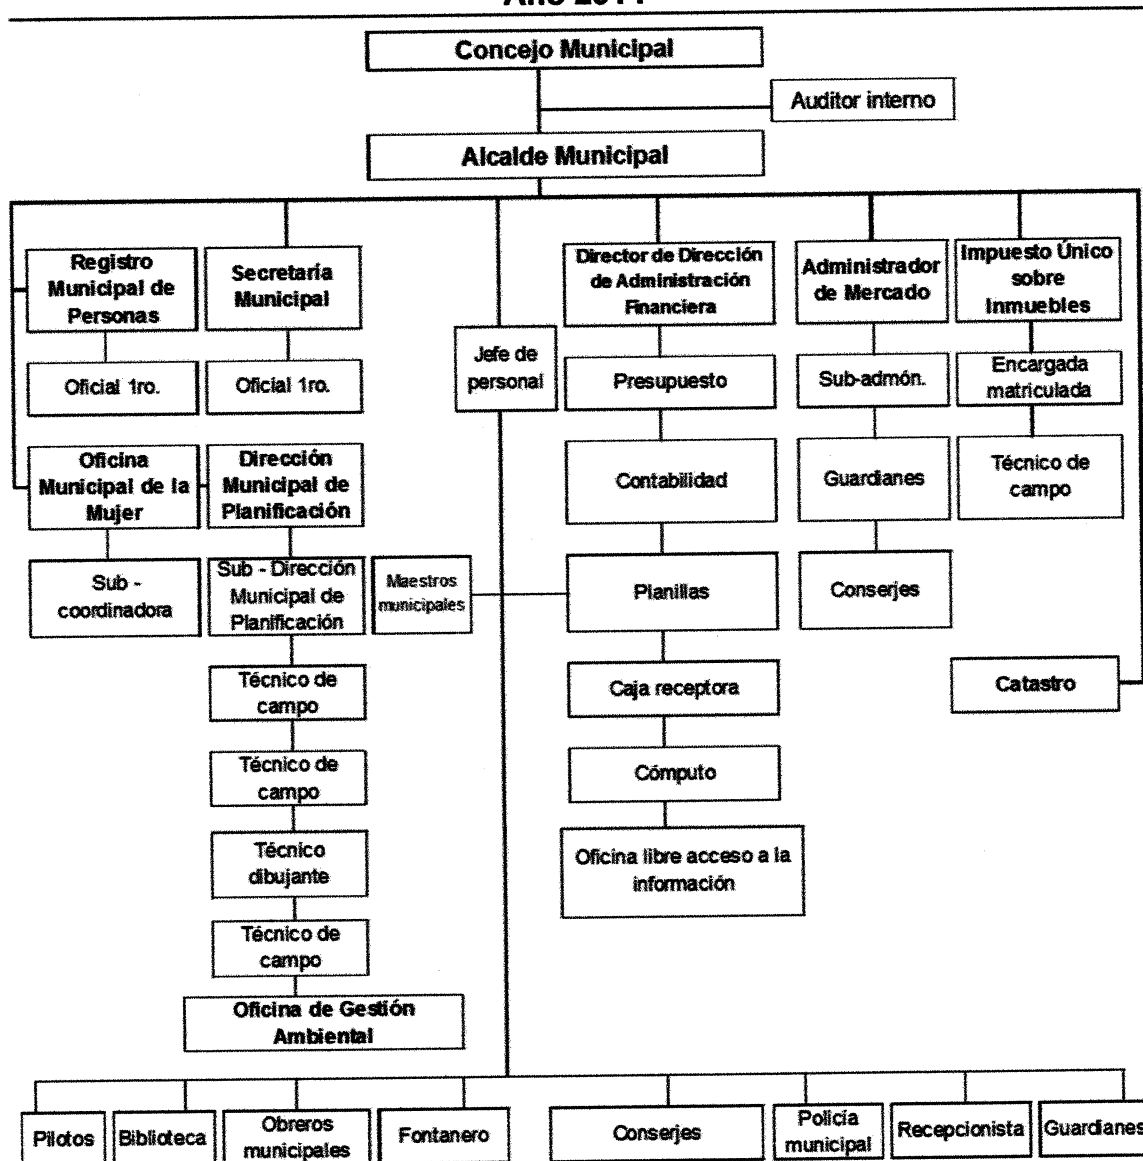 Concejo Municipal
Auditor interno
Alcalde Municipal
Registro
Municipal de
Personas
Secretaría
Municipal
Director de Dirección
de Administración
Financiera
Administrador
de Mercado
Impuesto Único
sobre
Inmuebles
Jefe de
personal
Oficial 1ro.
Oficial 1ro.
Presupuesto
Sub-admón.
Encargada
matriculada
Oficina
Municipal de la
Mujer
Dirección
Municipal de
Planificación
Contabilidad
Guardianes
Técnico de
campo
Sub -
coordinadora
Sub - Dirección
Municipal de
Planificación
Maestros
municipales
Planillas
Conserjes
Técnico de
campo
Caja receptora
Catastro
Técnico de
campo
Cómputo
Técnico
dibujante
Oficina libre acceso a la
información
Técnico de
campo
Oficina de Gestión
Ambiental
Pilotos
Biblioteca
Obreros
municipales
Fontanero
Conserjes
Policía
municipal
Recepcionista
Guardianes